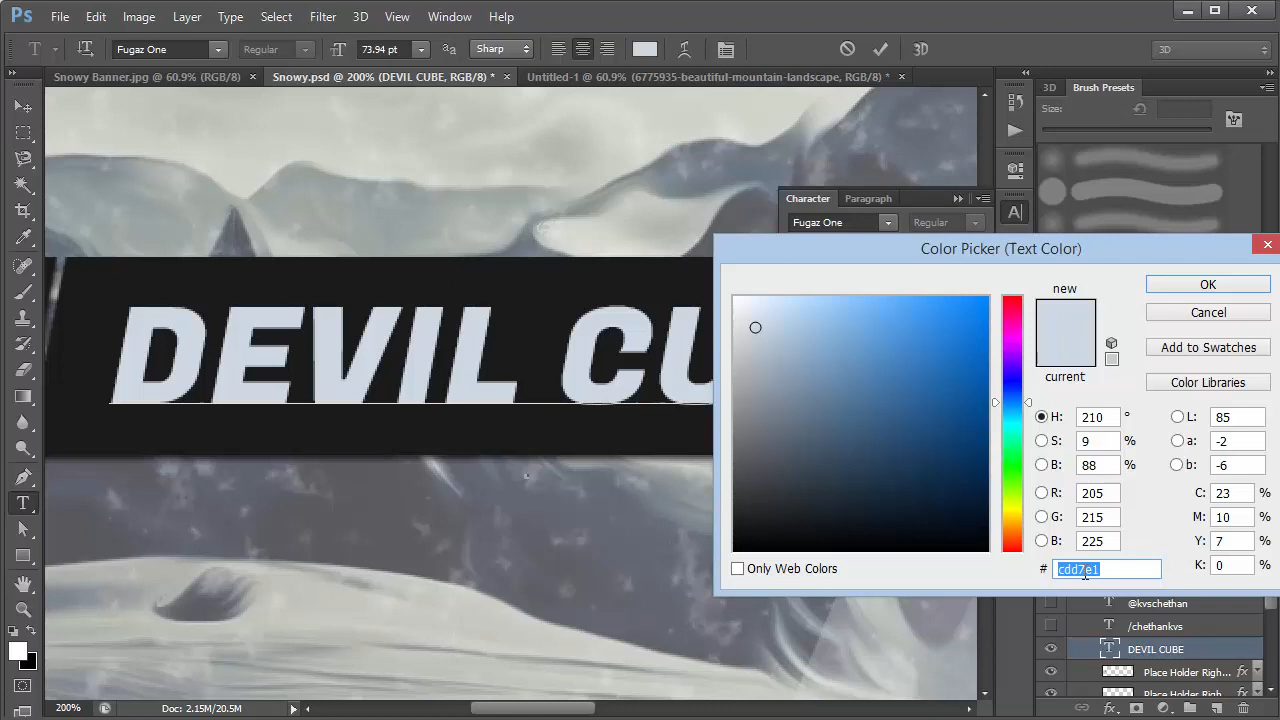 Ps File Edit Image Layer Type Select Filter 3D View Window Help
T Fugaz One Regular 73.94 pt Sharp 3D 3D
Snowy Banner.jpg @ 60.9% (RGB/8) × Snowy.psd @ 200% (DEVIL CUBE, RGB/8) * × Untitled-1 @ 60.9% (6775935-beautiful-mountain-landscape, RGB/8) * ×
3D Brush Presets
Size:
Character Paragraph
Fugaz One Regular
Color Picker (Text Color)
new
OK
Cancel
Add to Swatches
current
Color Libraries
H: 210 ° L: 85
S: 9 % a: -2
B: 88 % b: -6
R: 205 C: 23 %
G: 215 M: 10 %
B: 225 Y: 7 %
# cdd7e1 K: 0 %
Only Web Colors
DEVIL CU
T @kvschethan
T /chethankvs
T DEVIL CUBE
Place Holder Righ... fx
Place Holder Righ... fx
200% Doc: 2.15M/20.5M